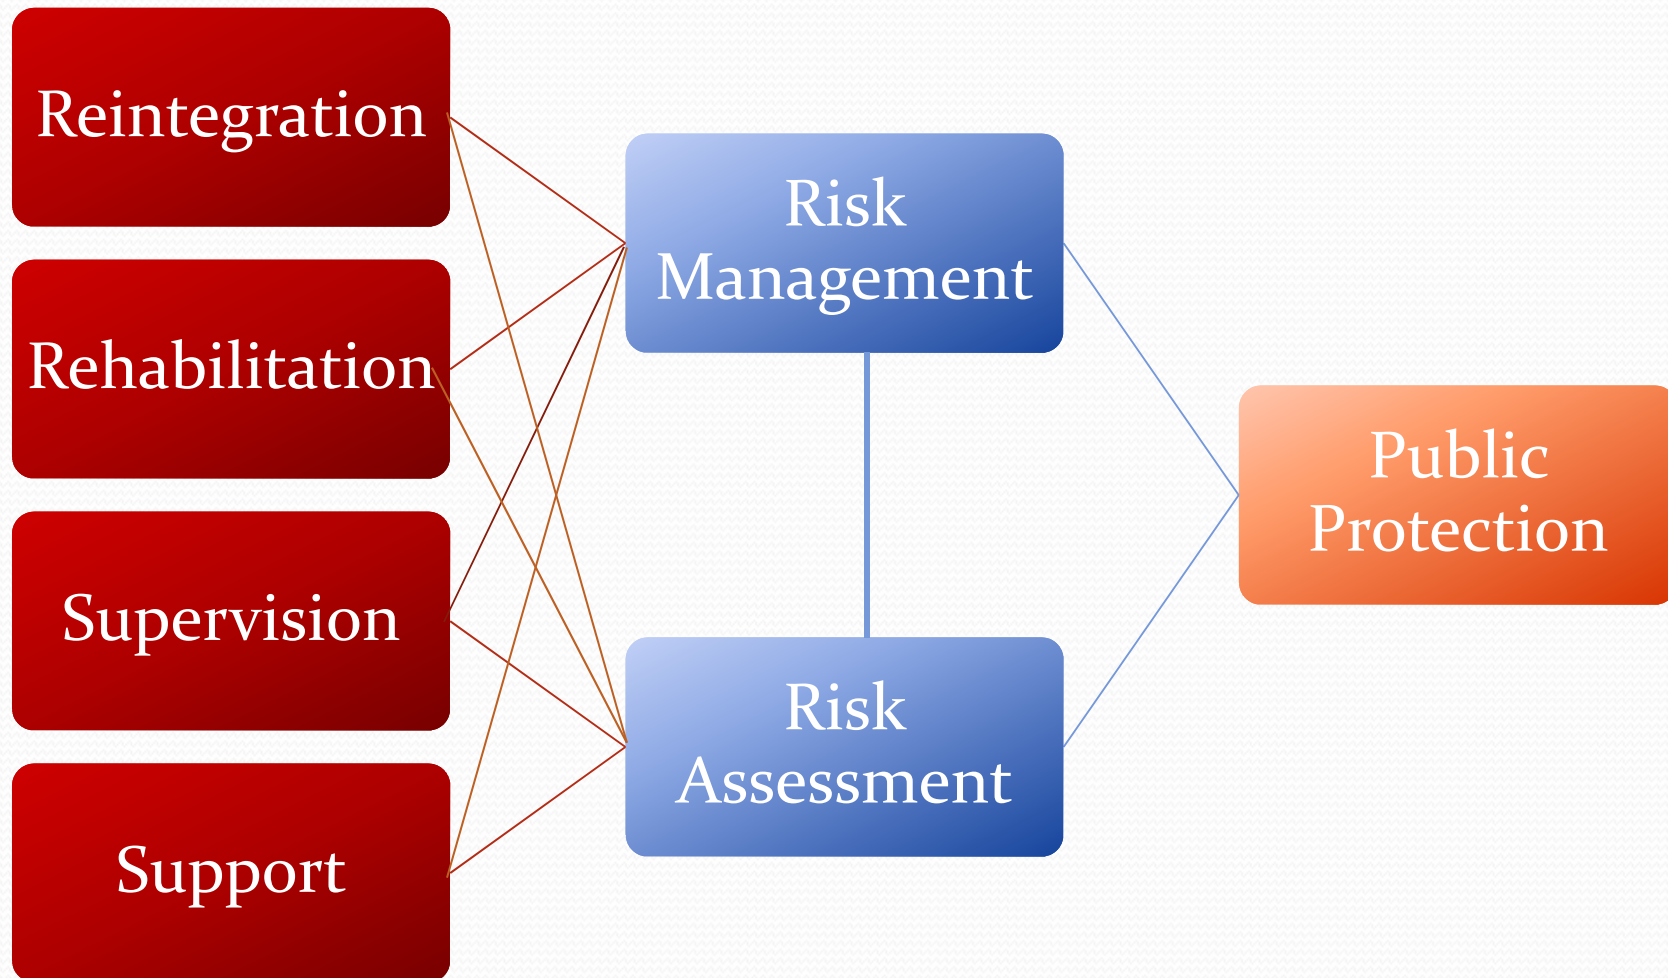 Reintegration
Rehabilitation
Supervision
Support
Risk
Management
Risk
Assessment
Public
Protection